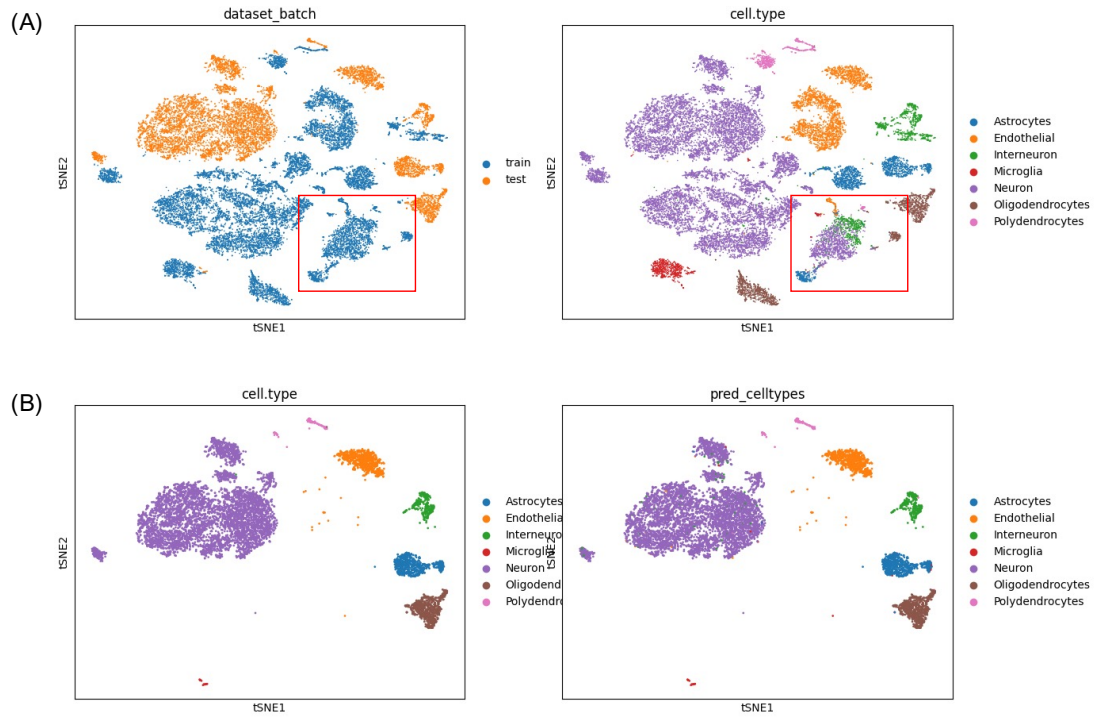 (A)
dataset_batch
tSNE2
tSNE1
train
test
cell.type
tSNE2
tSNE1
Astrocytes
Endothelial
Interneuron
Microglia
Neuron
Oligodendrocytes
Polydendrocytes
(B)
cell.type
tSNE2
tSNE1
Astrocytes
Endothelia
Interneuro
Microglia
Neuron
Oligodend
Polydendro
pred_celltypes
tSNE2
tSNE1
Astrocytes
Endothelial
Interneuron
Microglia
Neuron
Oligodendrocytes
Polydendrocytes